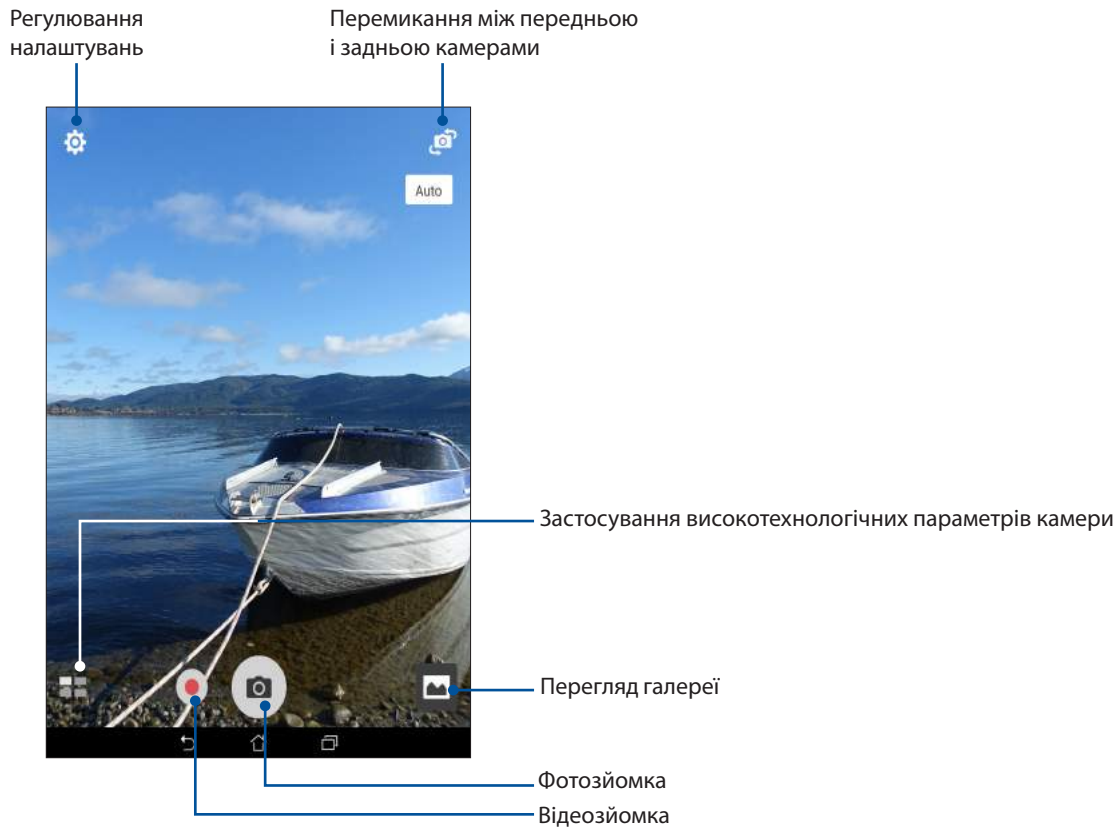 Регулювання
налаштувань
Перемикання між передньою
і задньою камерами
Auto
Застосування високотехнологічних параметрів камери
Перегляд галереї
Фотозйомка
Відеозйомка